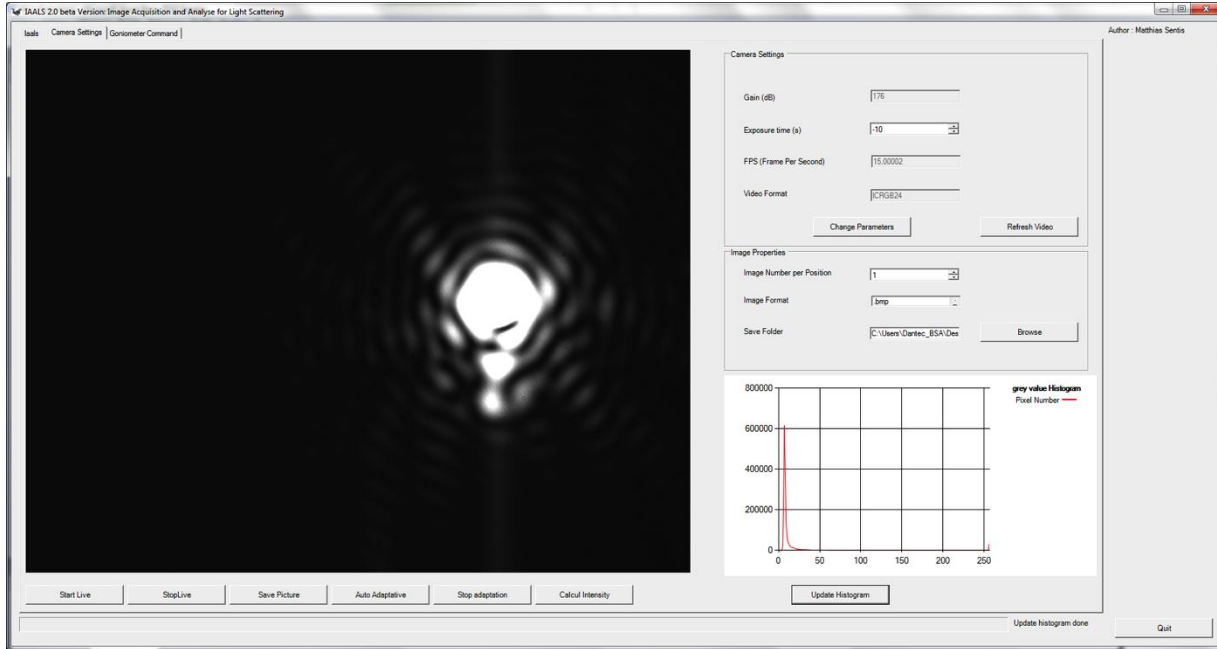 IAALS 2.0 beta Version: Image Acquisition and Analyse for Light Scattering
Iaals
Camera Settings
Goniometer Command
Author : Matthias Sentis
Camera Settings
Gain (dB)
176
Exposure time (s)
-10
FPS (Frame Per Second)
15,00002
Video Format
ICRGB24
Change Parameters
Refresh Video
Image Properties
Image Number per Position
1
Image Format
.bmp
Save Folder
C:\Users\Dantec_BSA\Des
Browse
grey value Histogram
Pixel Number
800000
600000
400000
200000
0
0 50 100 150 200 250
Start Live
StopLive
Save Picture
Auto Adaptative
Stop adaptation
Calcul Intensity
Update Histogram
Update histogram done
Quit